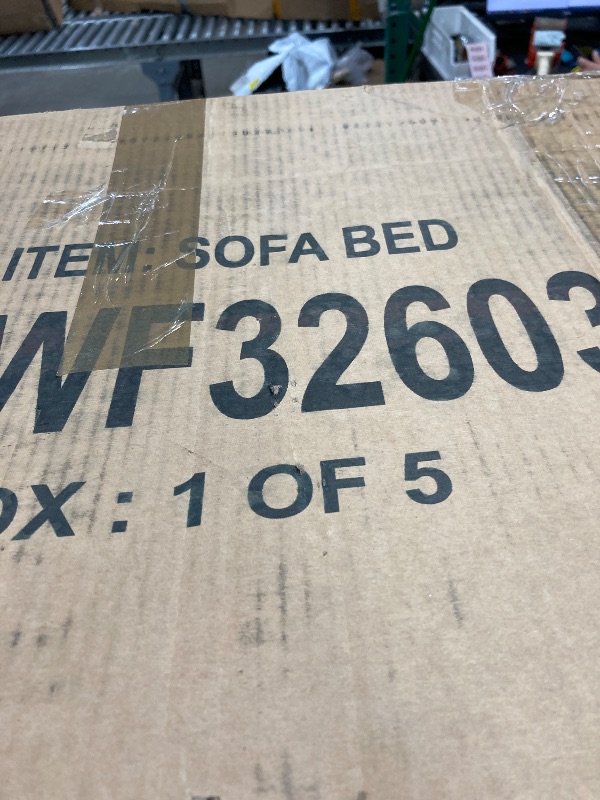 ITEM: SOFA BED
WF32603
OX : 1 OF 5